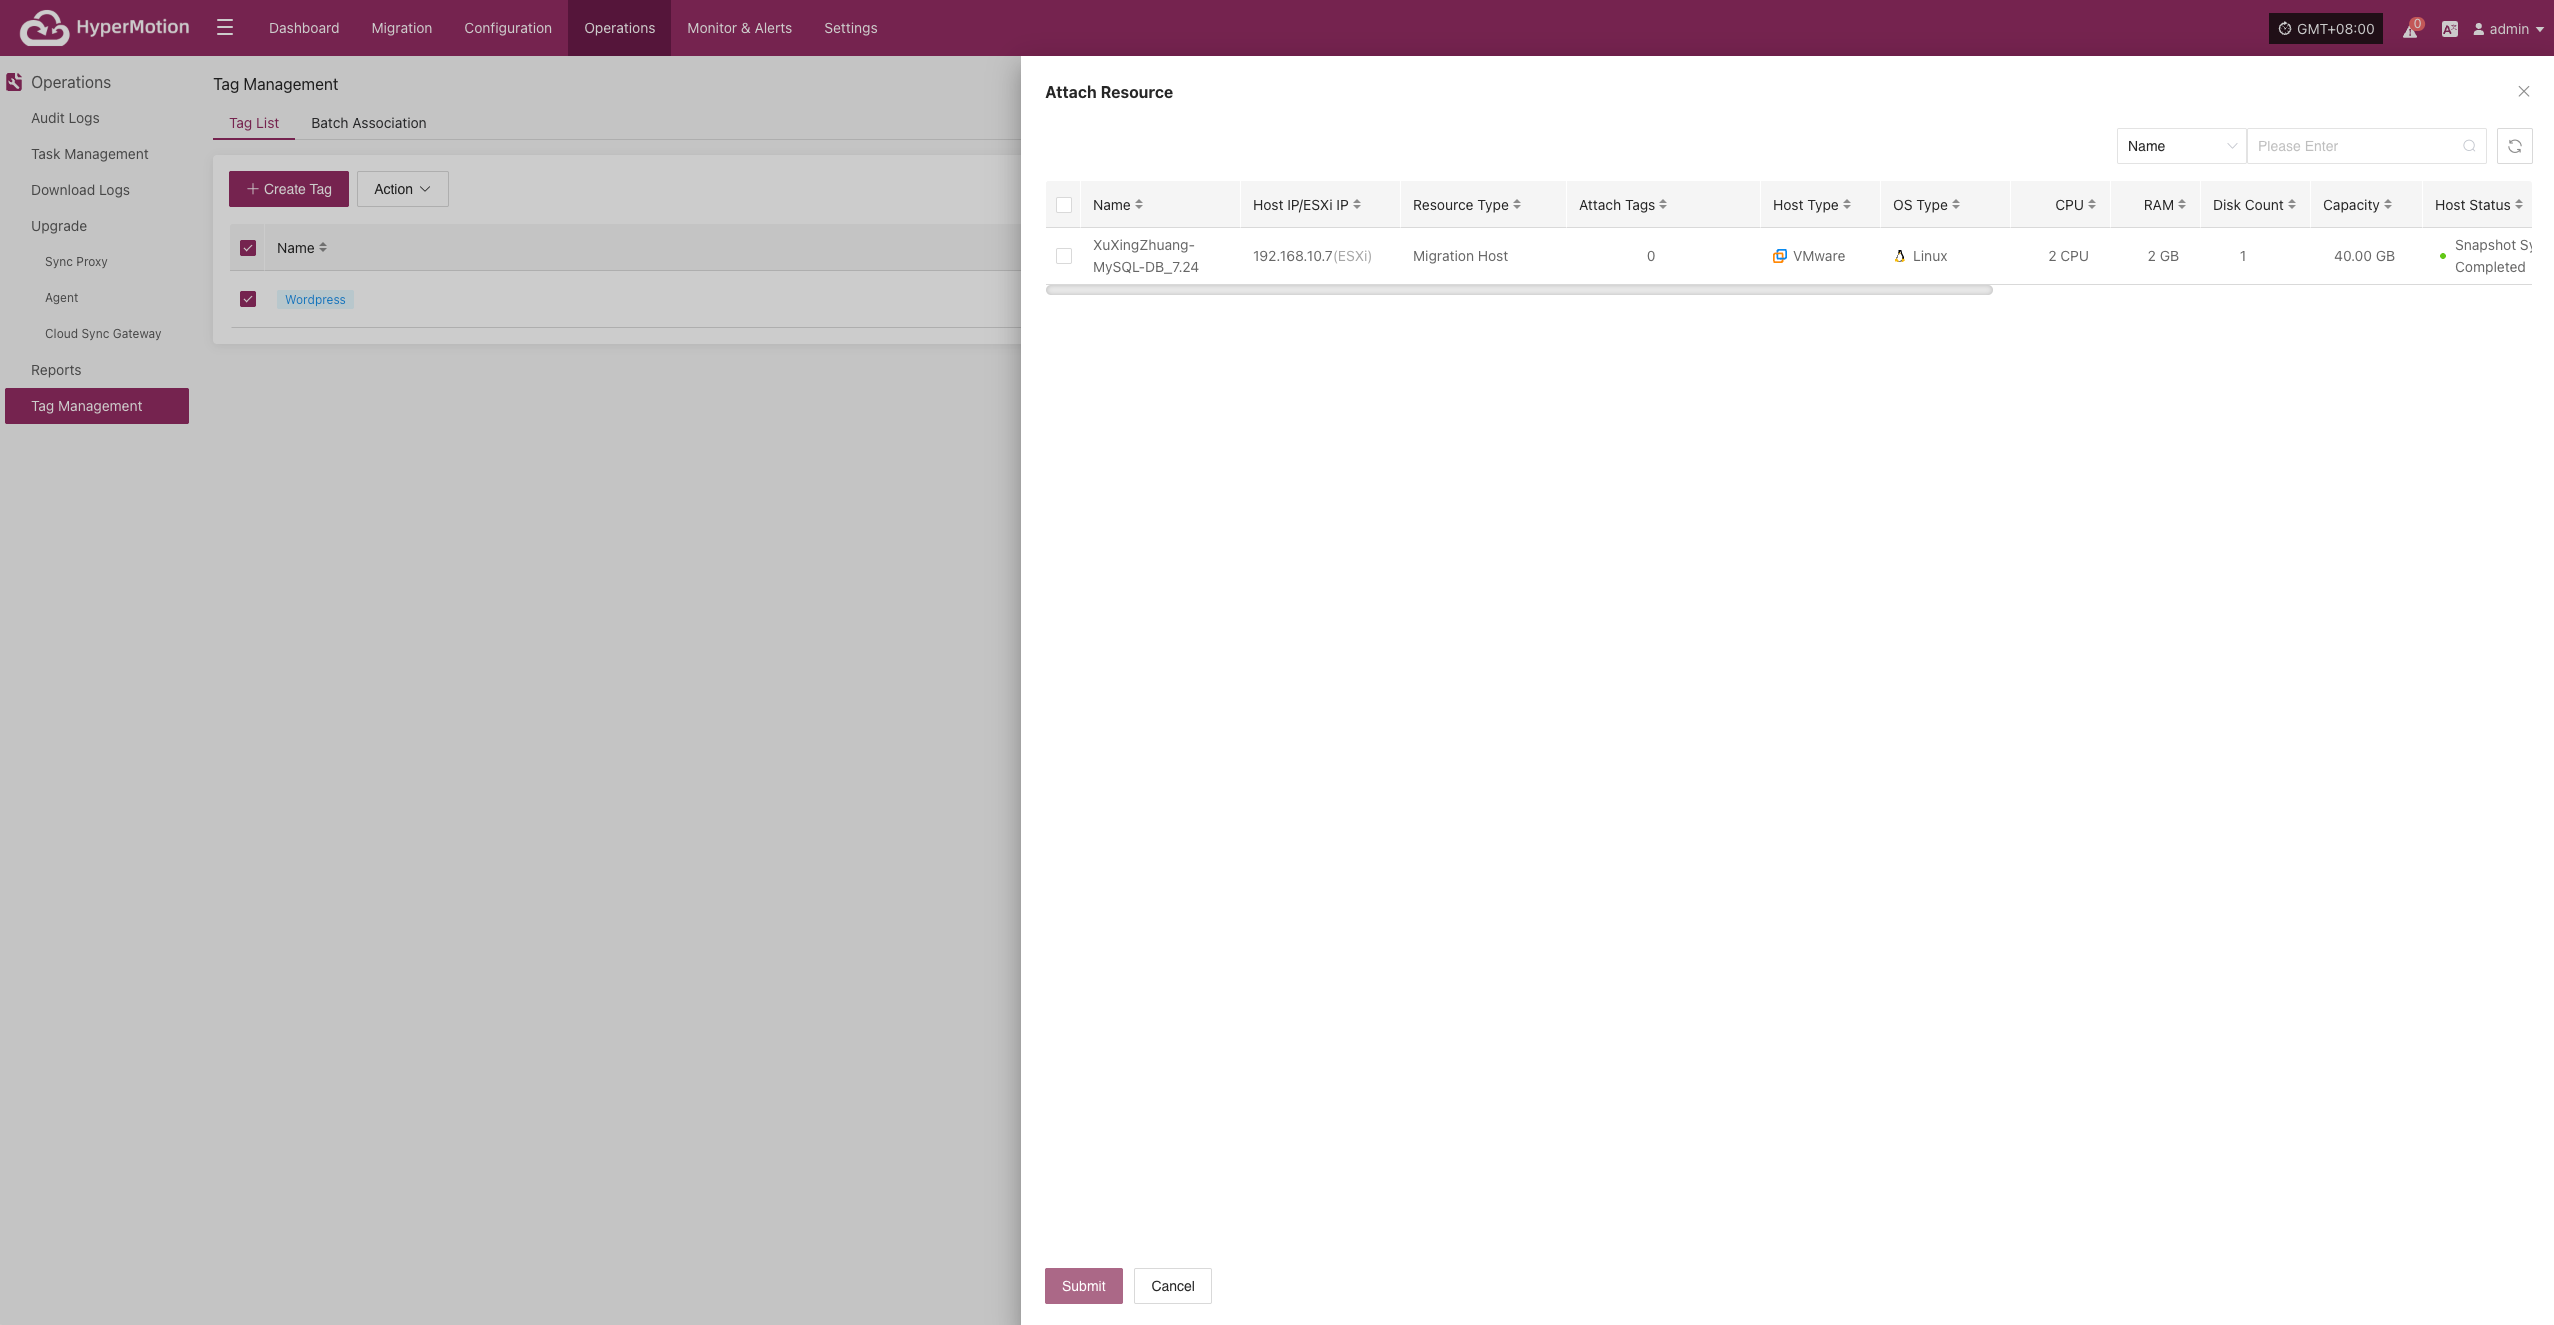 HyperMotion
Dashboard
Migration
Configuration
Operations
Monitor & Alerts
Settings
GMT+08:00
0
admin
Operations
Audit Logs
Task Management
Download Logs
Upgrade
Sync Proxy
Agent
Cloud Sync Gateway
Reports
Tag Management
Tag Management
Tag List
Batch Association
Create Tag
Action
Name
Wordpress
Attach Resource
Name
Please Enter
Name
Host IP/ESXi IP
Resource Type
Attach Tags
Host Type
OS Type
CPU
RAM
Disk Count
Capacity
Host Status
XuXingZhuang-
MySQL-DB_7.24
192.168.10.7(ESXi)
Migration Host
0
VMware
Linux
2 CPU
2 GB
1
40.00 GB
Snapshot Sy
Completed
Submit
Cancel